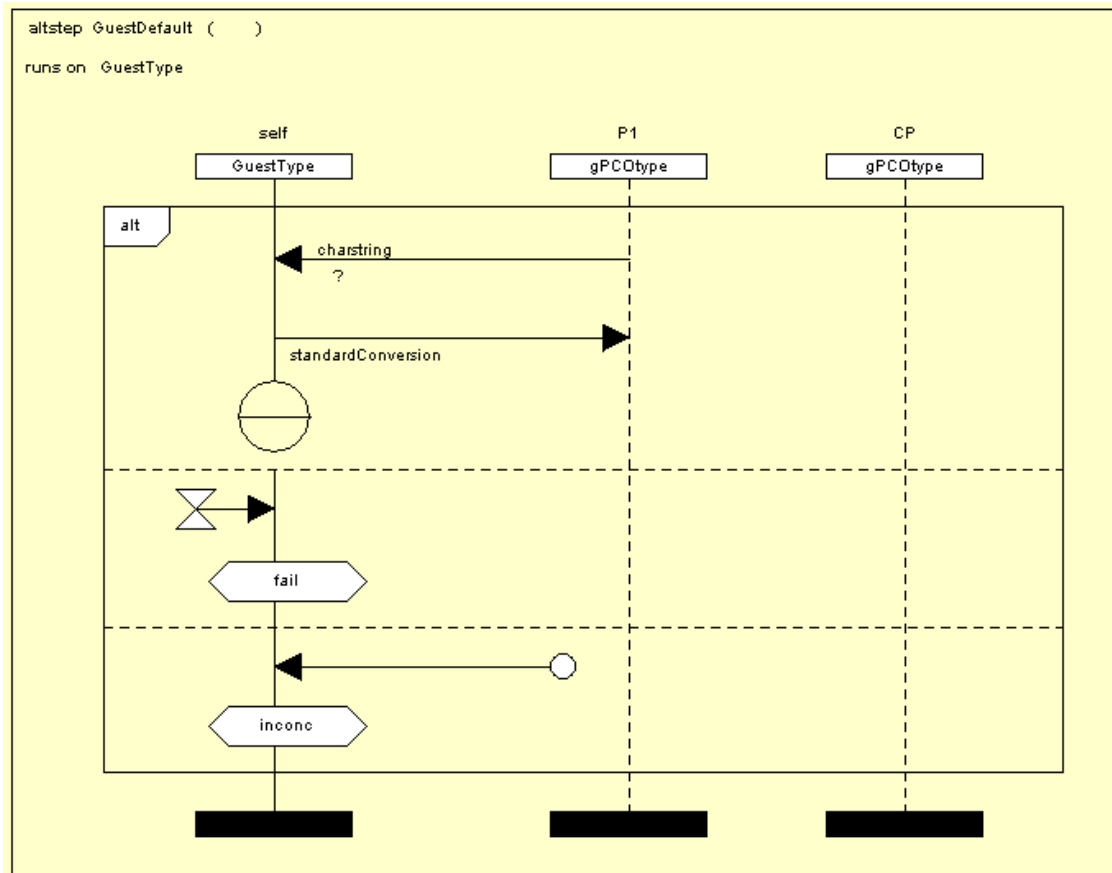 altstep GuestDefault (    )
runs on GuestType
self P1 CP
GuestType gPCOtype gPCOtype
alt
charstring
?
standardConversion
fail
inconc